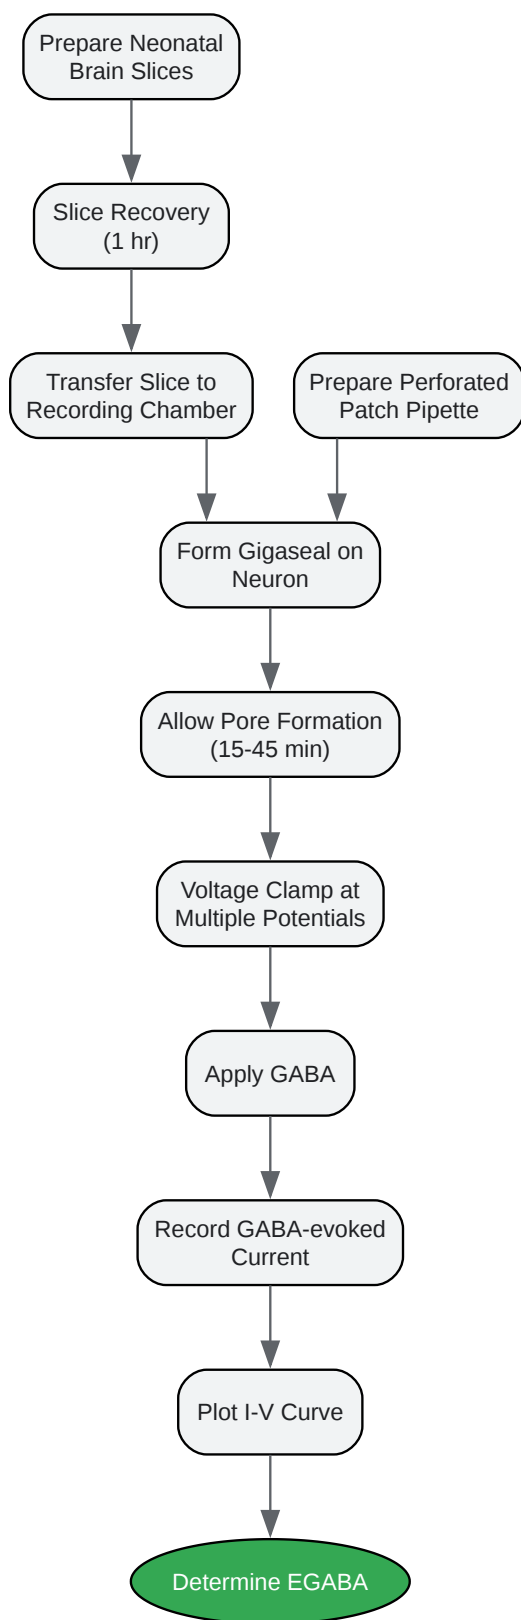 Prepare Neonatal
Brain Slices
Slice Recovery
(1 hr)
Transfer Slice to
Recording Chamber
Prepare Perforated
Patch Pipette
Form Gigaseal on
Neuron
Allow Pore Formation
(15-45 min)
Voltage Clamp at
Multiple Potentials
Apply GABA
Record GABA-evoked
Current
Plot I-V Curve
Determine EGABA